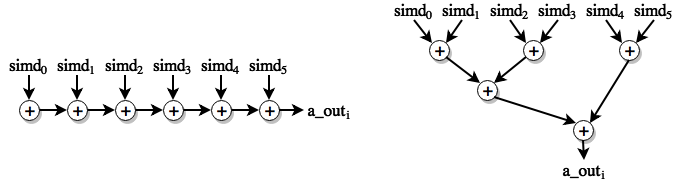 simd0 simd1 simd2 simd3 simd4 simd5
+ + + + + +
a_outi
simd0 simd1 simd2 simd3 simd4 simd5
+ + +
+
+
a_outi